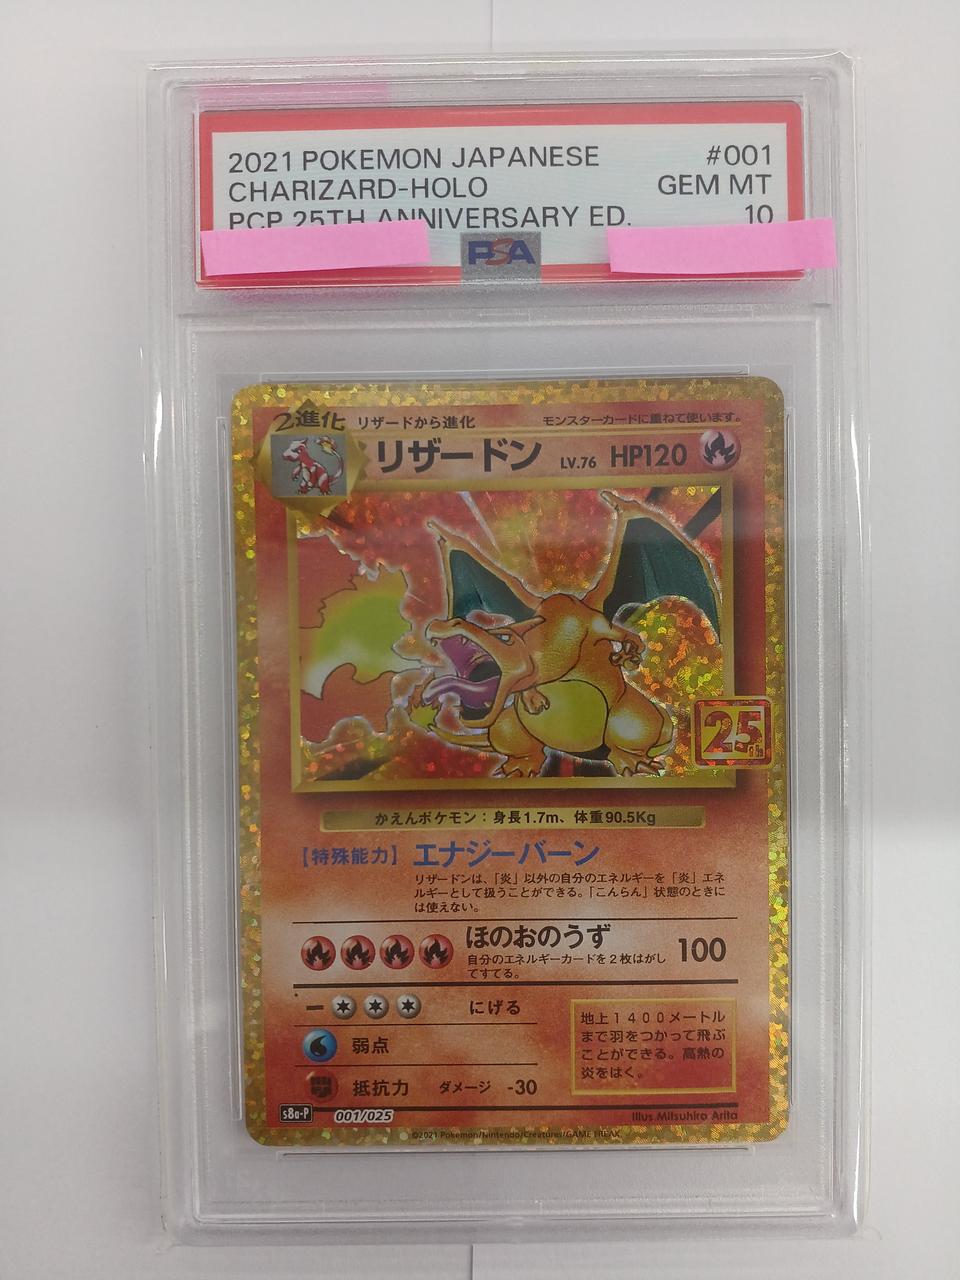 2021 POKEMON JAPANESE #001
CHARIZARD-HOLO GEM MT
PCP 25TH ANNIVERSARY ED. 10
PSA
2進化 リザードから進化 モンスターカードに重ねて使います。
リザードン LV.76 HP120
25
かえんポケモン：身長1.7m、体重90.5Kg
【特殊能力】エナジーバーン
リザードンは、「炎」以外の自分のエネルギーを「炎」エネ
ルギーとして扱うことができる。「こんらん」状態のときに
は使えない。
ほのおのうず 100
自分のエネルギーカードを2枚はがし
てすてる。
にげる
弱点
抵抗力 ダメージ -30
地上1400メートル
まで羽をつかって飛ぶ
ことができる。高熱の
炎をはく。
s8a-P 001/025 Illus Mitsuhiro Arita
©2021 Pokémon/Nintendo/Creatures/GAME FREAK.